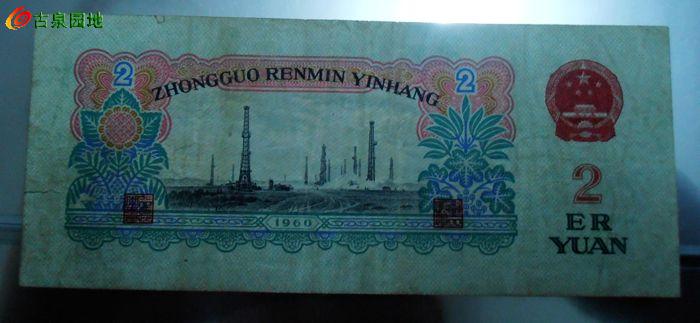 古泉园地
2
2
ZHONGGUO RENMIN YINHANG
1960
2
ER
YUAN